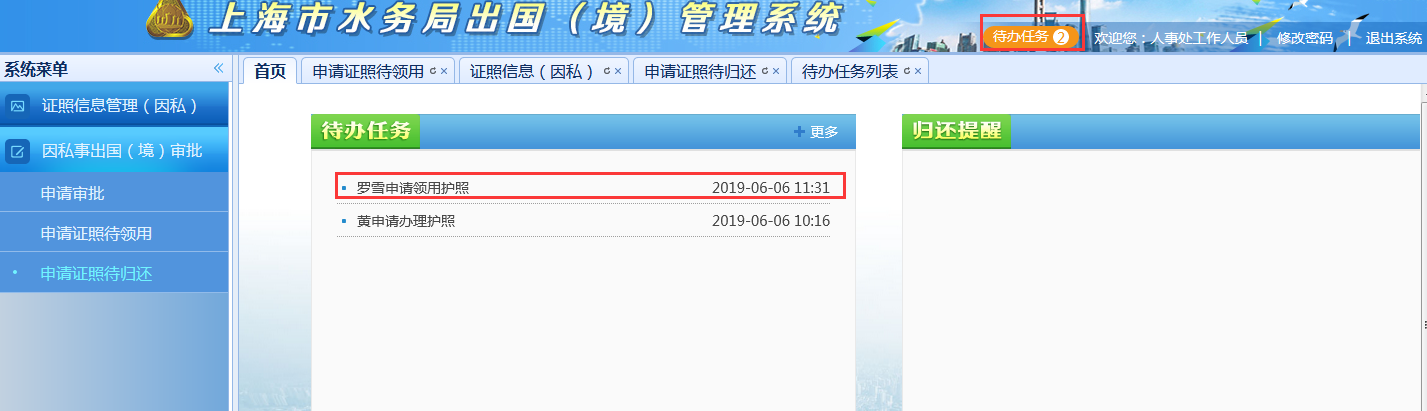 上海市水务局出国（境）管理系统
待办任务 2 欢迎您：人事处工作人员 | 修改密码 | 退出系统
系统菜单 «
首页 申请证照待领用 证照信息（因私） 申请证照待归还 待办任务列表
证照信息管理（因私）
因私事出国（境）审批
申请审批
申请证照待领用
申请证照待归还
待办任务 + 更多
罗雪申请领用护照 2019-06-06 11:31
黄申请办理护照 2019-06-06 10:16
归还提醒